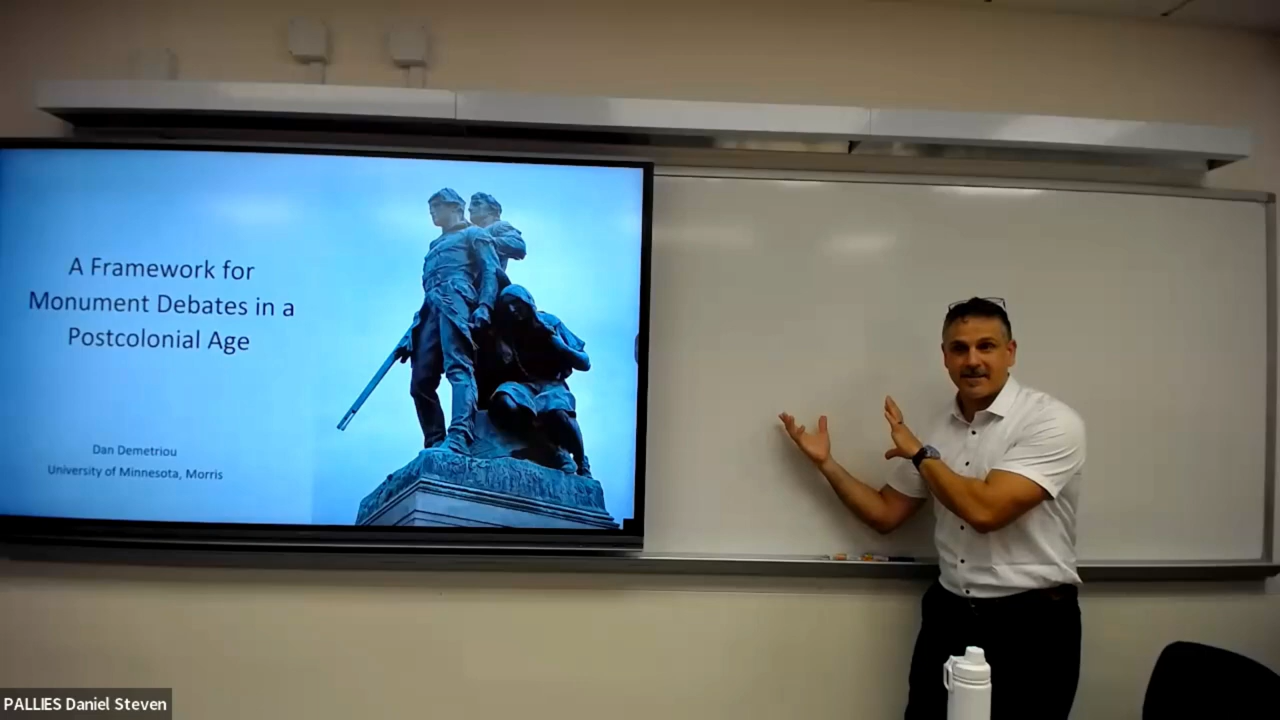 A Framework for
Monument Debates in a
Postcolonial Age
Dan Demetriou
University of Minnesota, Morris
PALLIES Daniel Steven